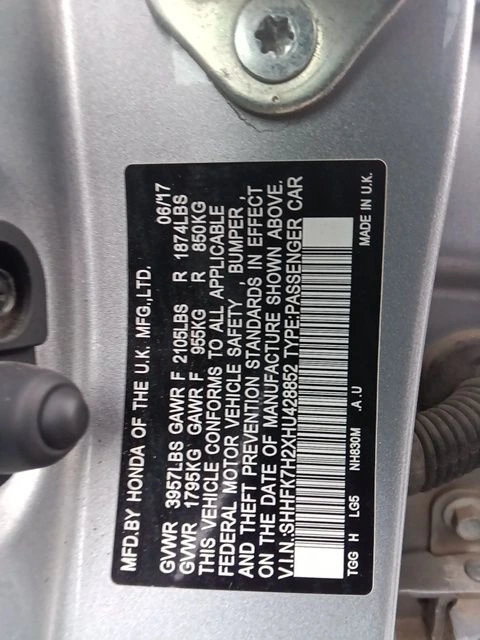 MFD.BY HONDA OF THE U.K. MFG.,LTD. 06/17
GVWR 3957LBS GAWR F 2105LBS R 1874LBS
GVWR 1795KG GAWR F 955KG R 850KG
THIS VEHICLE CONFORMS TO ALL APPLICABLE
FEDERAL MOTOR VEHICLE SAFETY , BUMPER ,
AND THEFT PREVENTION STANDARDS IN EFFECT
ON THE DATE OF MANUFACTURE SHOWN ABOVE.
V.I.N.:SHHFK7H2XHU428852 TYPE:PASSENGER CAR
TGG H LG5 NH830M .A .U MADE IN U.K.